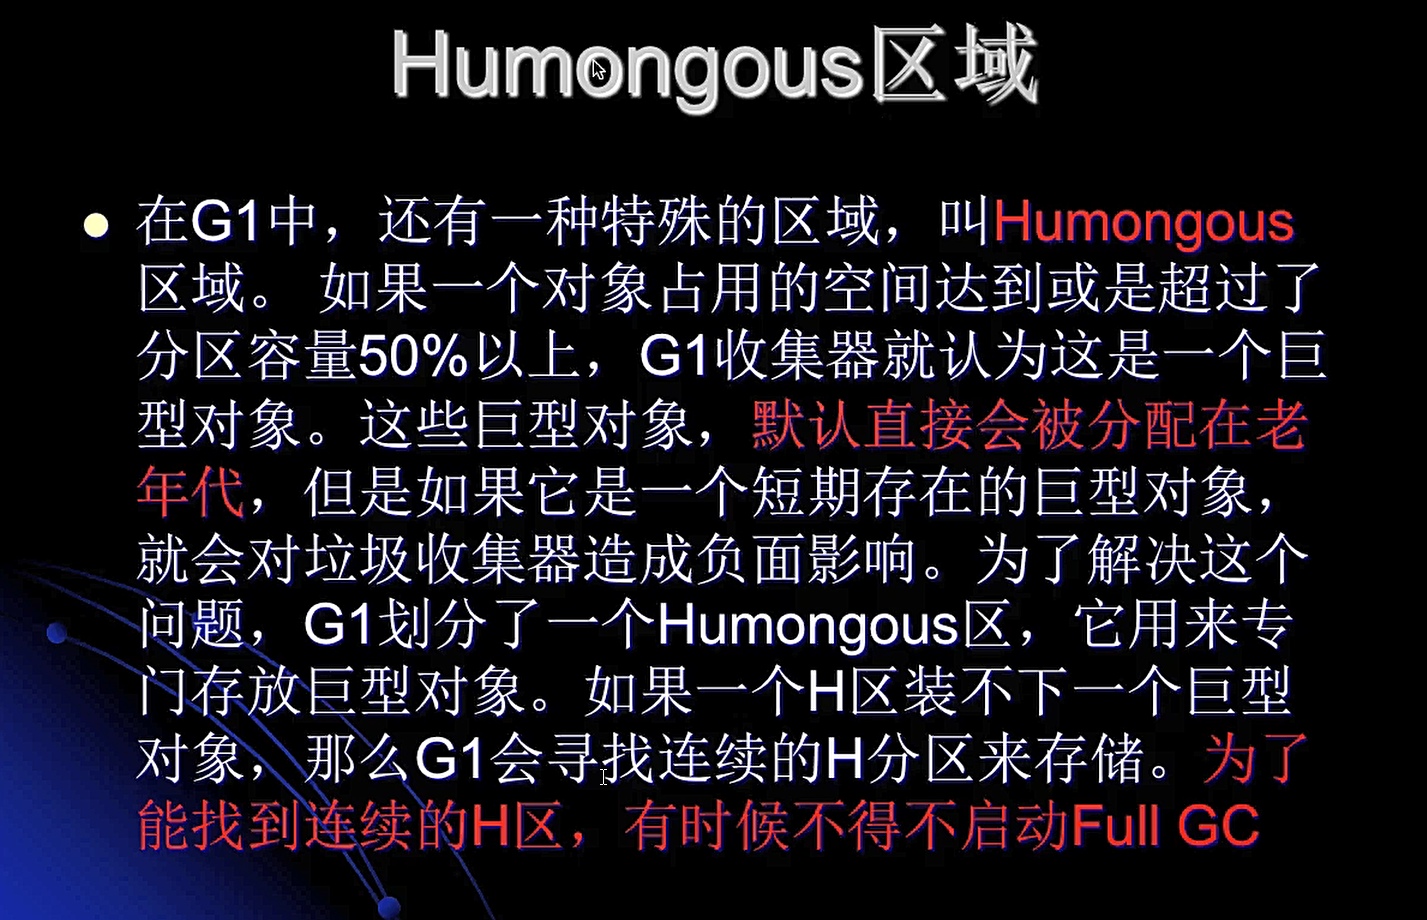 Humongous区域
在G1中，还有一种特殊的区域，叫Humongous
区域。 如果一个对象占用的空间达到或是超过了
分区容量50%以上，G1收集器就认为这是一个巨
型对象。这些巨型对象，默认直接会被分配在老
年代，但是如果它是一个短期存在的巨型对象，
就会对垃圾收集器造成负面影响。为了解决这个
问题，G1划分了一个Humongous区，它用来专
门存放巨型对象。如果一个H区装不下一个巨型
对象，那么G1会寻找连续的H分区来存储。为了
能找到连续的H区，有时候不得不启动Full GC